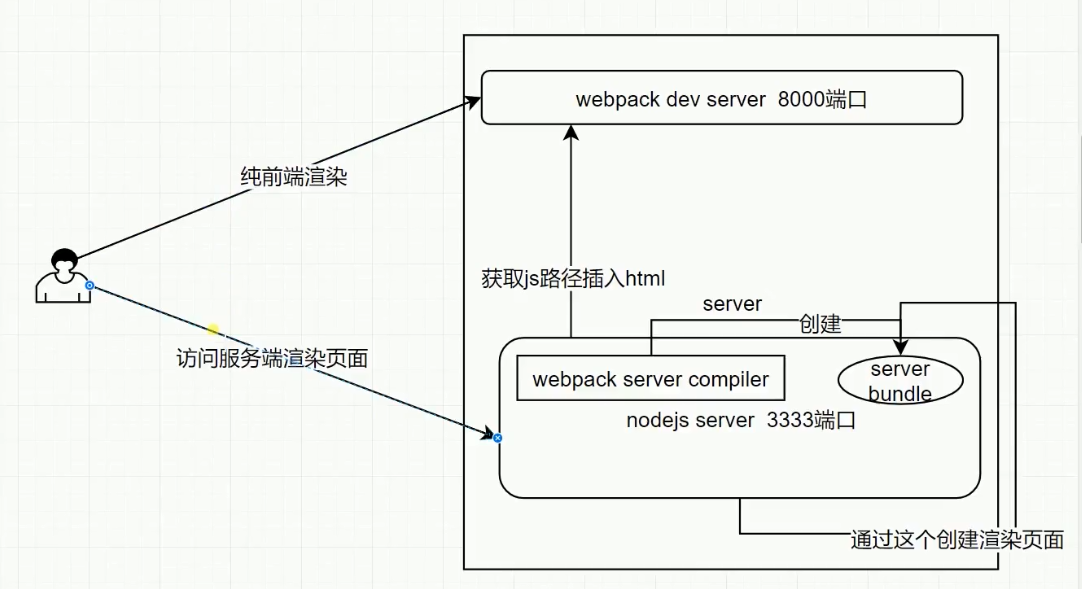 webpack dev server 8000端口
纯前端渲染
获取js路径插入html
server
创建
访问服务端渲染页面
webpack server compiler
server
bundle
nodejs server 3333端口
通过这个创建渲染页面